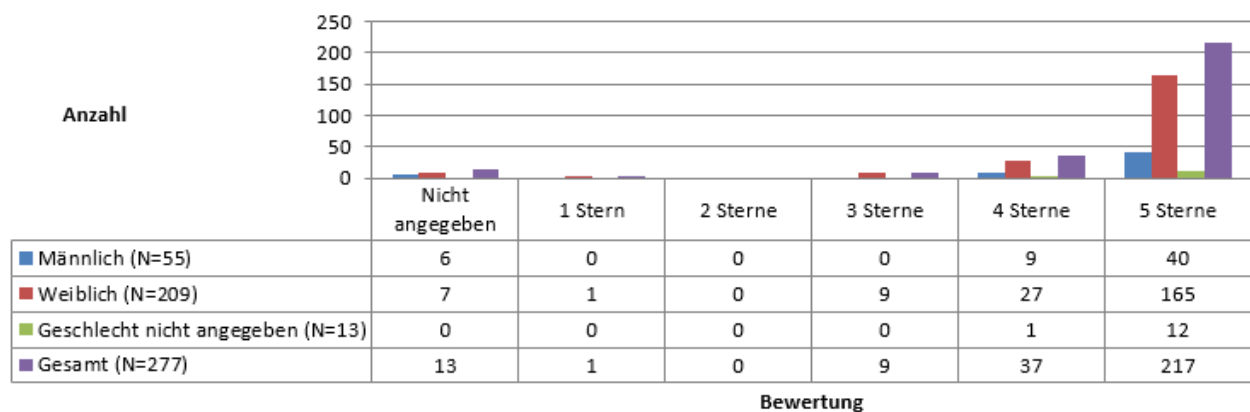 250
200
150
100
50
0
Anzahl
Nicht angegeben 1 Stern 2 Sterne 3 Sterne 4 Sterne 5 Sterne
Männlich (N=55) 6 0 0 0 9 40
Weiblich (N=209) 7 1 0 9 27 165
Geschlecht nicht angegeben (N=13) 0 0 0 0 1 12
Gesamt (N=277) 13 1 0 9 37 217
Bewertung